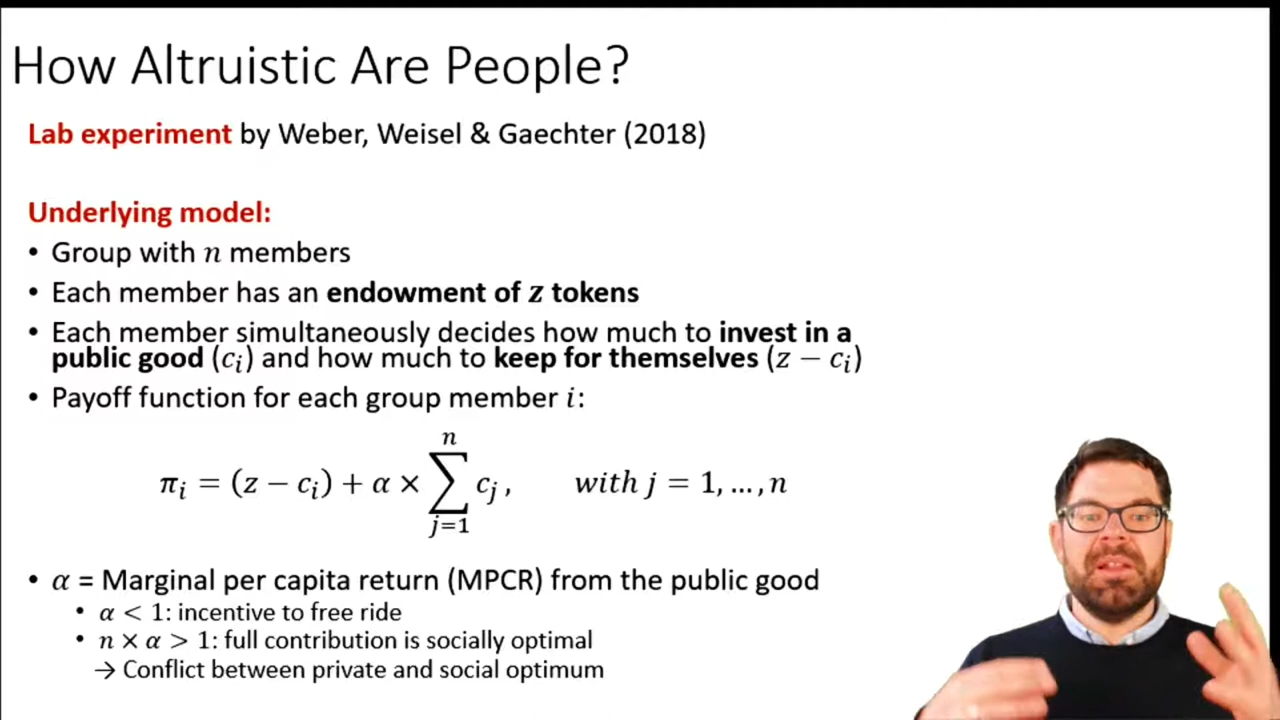 How Altruistic Are People?
Lab experiment by Weber, Weisel & Gaechter (2018)
Underlying model:
• Group with n members
• Each member has an endowment of z tokens
• Each member simultaneously decides how much to invest in a
public good (cᵢ) and how much to keep for themselves (z − cᵢ)
• Payoff function for each group member i:
πᵢ = (z − cᵢ) + α × ∑ⱼ₌₁ⁿ cⱼ, with j = 1, …, n
• α = Marginal per capita return (MPCR) from the public good
• α < 1: incentive to free ride
• n × α > 1: full contribution is socially optimal
→ Conflict between private and social optimum